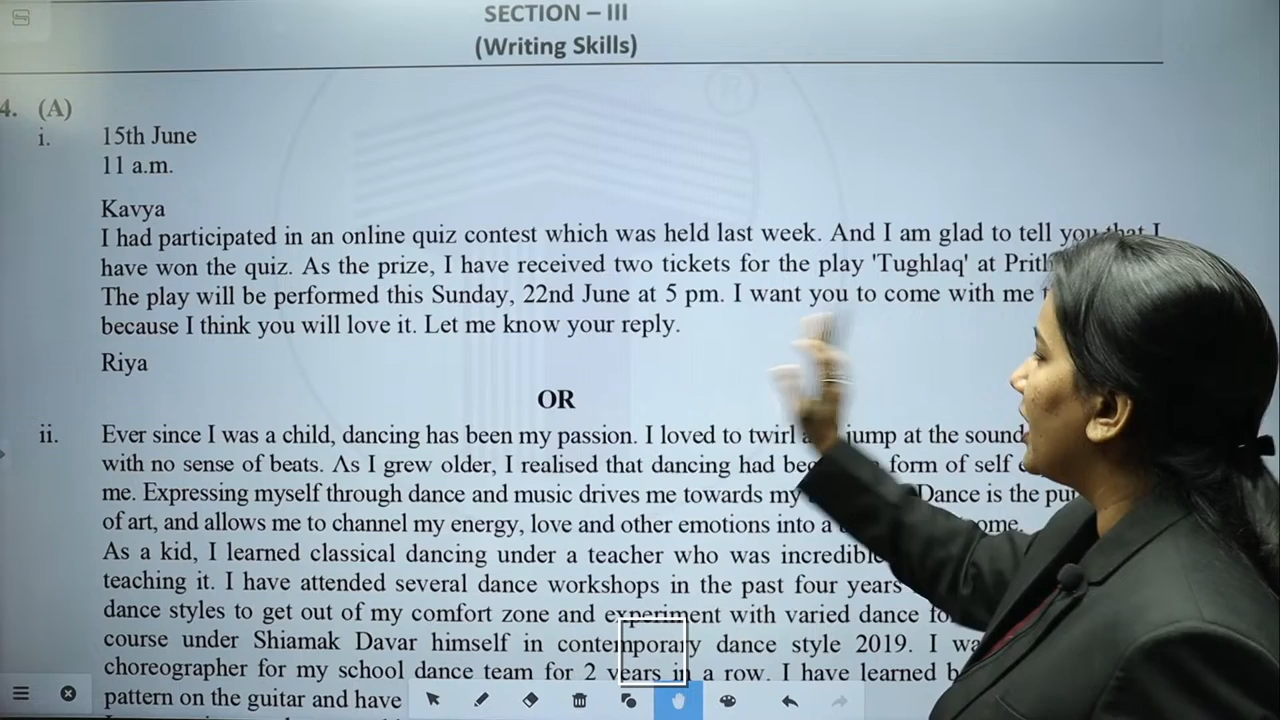 SECTION – III
(Writing Skills)
4. (A)
i. 15th June
11 a.m.
Kavya
I had participated in an online quiz contest which was held last week. And I am glad to tell you that I
have won the quiz. As the prize, I have received two tickets for the play 'Tughlaq' at
The play will be performed this Sunday, 22nd June at 5 pm. I want you to come with me
because I think you will love it. Let me know your reply.
Riya
OR
ii. Ever since I was a child, dancing has been my passion. I loved to twirl jump at the sound
with no sense of beats. As I grew older, I realised that dancing had form of self
me. Expressing myself through dance and music drives me towards my Dance is the
of art, and allows me to channel my energy, love and other emotions into a
As a kid, I learned classical dancing under a teacher who was
teaching it. I have attended several dance workshops in the past four years
dance styles to get out of my comfort zone and experiment with varied dance
course under Shiamak Davar himself in contemporary dance style 2019. I
choreographer for my school dance team for 2 years in a row. I have learned
pattern on the guitar and have